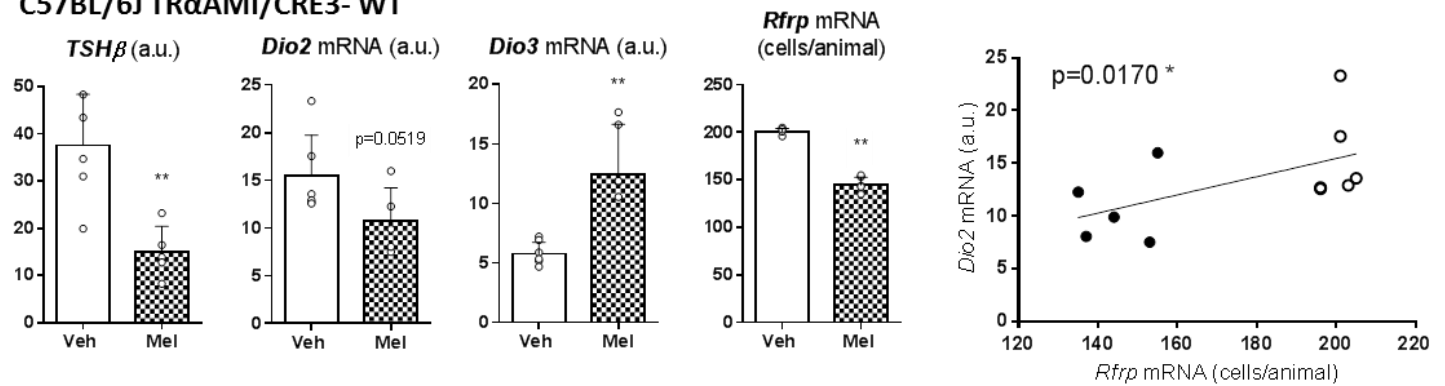 C57BL/6J TRαAMI/CRE3- WT
TSHβ (a.u.)
50
40
30
20
10
0
**
Veh Mel
Dio2 mRNA (a.u.)
25
20
15
10
5
0
p=0.0519
Veh Mel
Dio3 mRNA (a.u.)
20
15
10
5
0
**
Veh Mel
Rfrp mRNA
(cells/animal)
250
200
150
100
50
0
**
Veh Mel
p=0.0170 *
Dio2 mRNA (a.u.)
25
20
15
10
5
0
120 140 160 180 200 220
Rfrp mRNA (cells/animal)